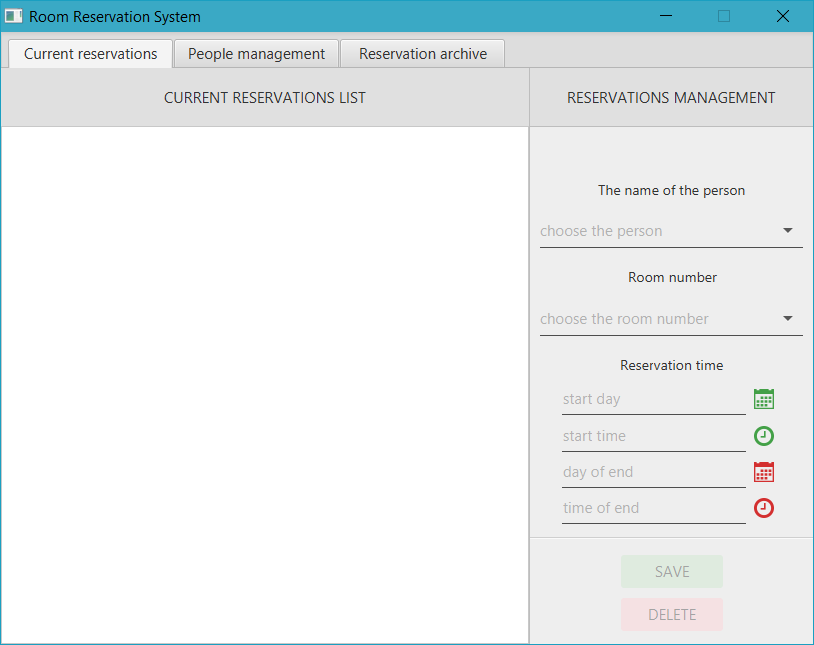 Room Reservation System
Current reservations
People management
Reservation archive
CURRENT RESERVATIONS LIST
RESERVATIONS MANAGEMENT
The name of the person
choose the person
Room number
choose the room number
Reservation time
start day
start time
day of end
time of end
SAVE
DELETE